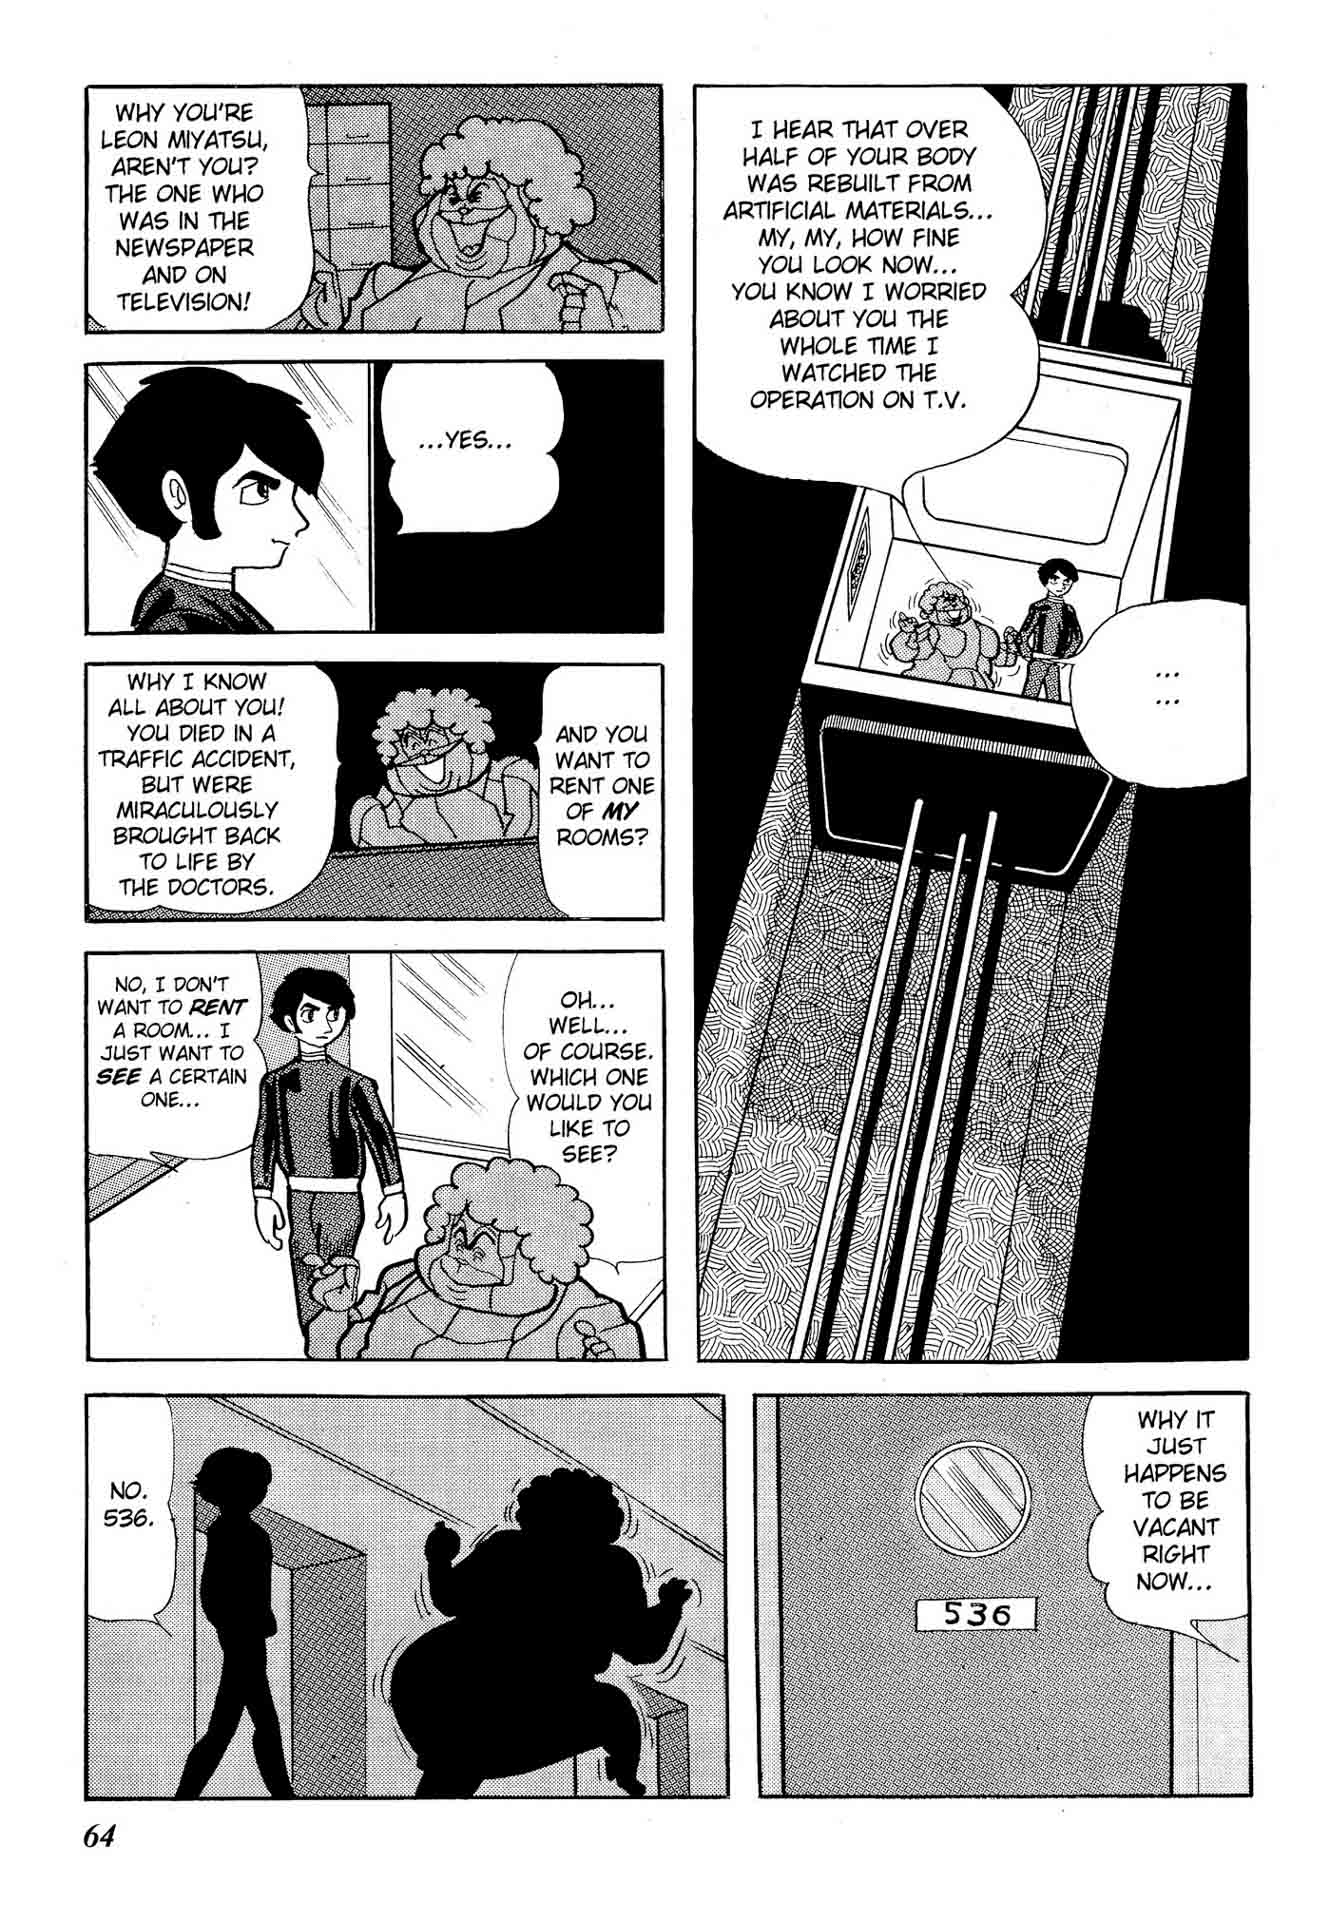 WHY YOU'RE
LEON MIYATSU,
AREN'T YOU?
THE ONE WHO
WAS IN THE
NEWSPAPER
AND ON
TELEVISION!
...YES...
WHY I KNOW
ALL ABOUT YOU!
YOU DIED IN A
TRAFFIC ACCIDENT,
BUT WERE
MIRACULOUSLY
BROUGHT BACK
TO LIFE BY
THE DOCTORS.
AND YOU
WANT TO
RENT ONE
OF MY
ROOMS?
NO, I DON'T
WANT TO RENT
A ROOM... I
JUST WANT TO
SEE A CERTAIN
ONE...
OH...
WELL...
OF COURSE.
WHICH ONE
WOULD YOU
LIKE TO
SEE?
I HEAR THAT OVER
HALF OF YOUR BODY
WAS REBUILT FROM
ARTIFICIAL MATERIALS...
MY, MY, HOW FINE
YOU LOOK NOW...
YOU KNOW I WORRIED
ABOUT YOU THE
WHOLE TIME I
WATCHED THE
OPERATION ON T.V.
...
...
NO.
536.
WHY IT
JUST
HAPPENS
TO BE
VACANT
RIGHT
NOW...
536
64